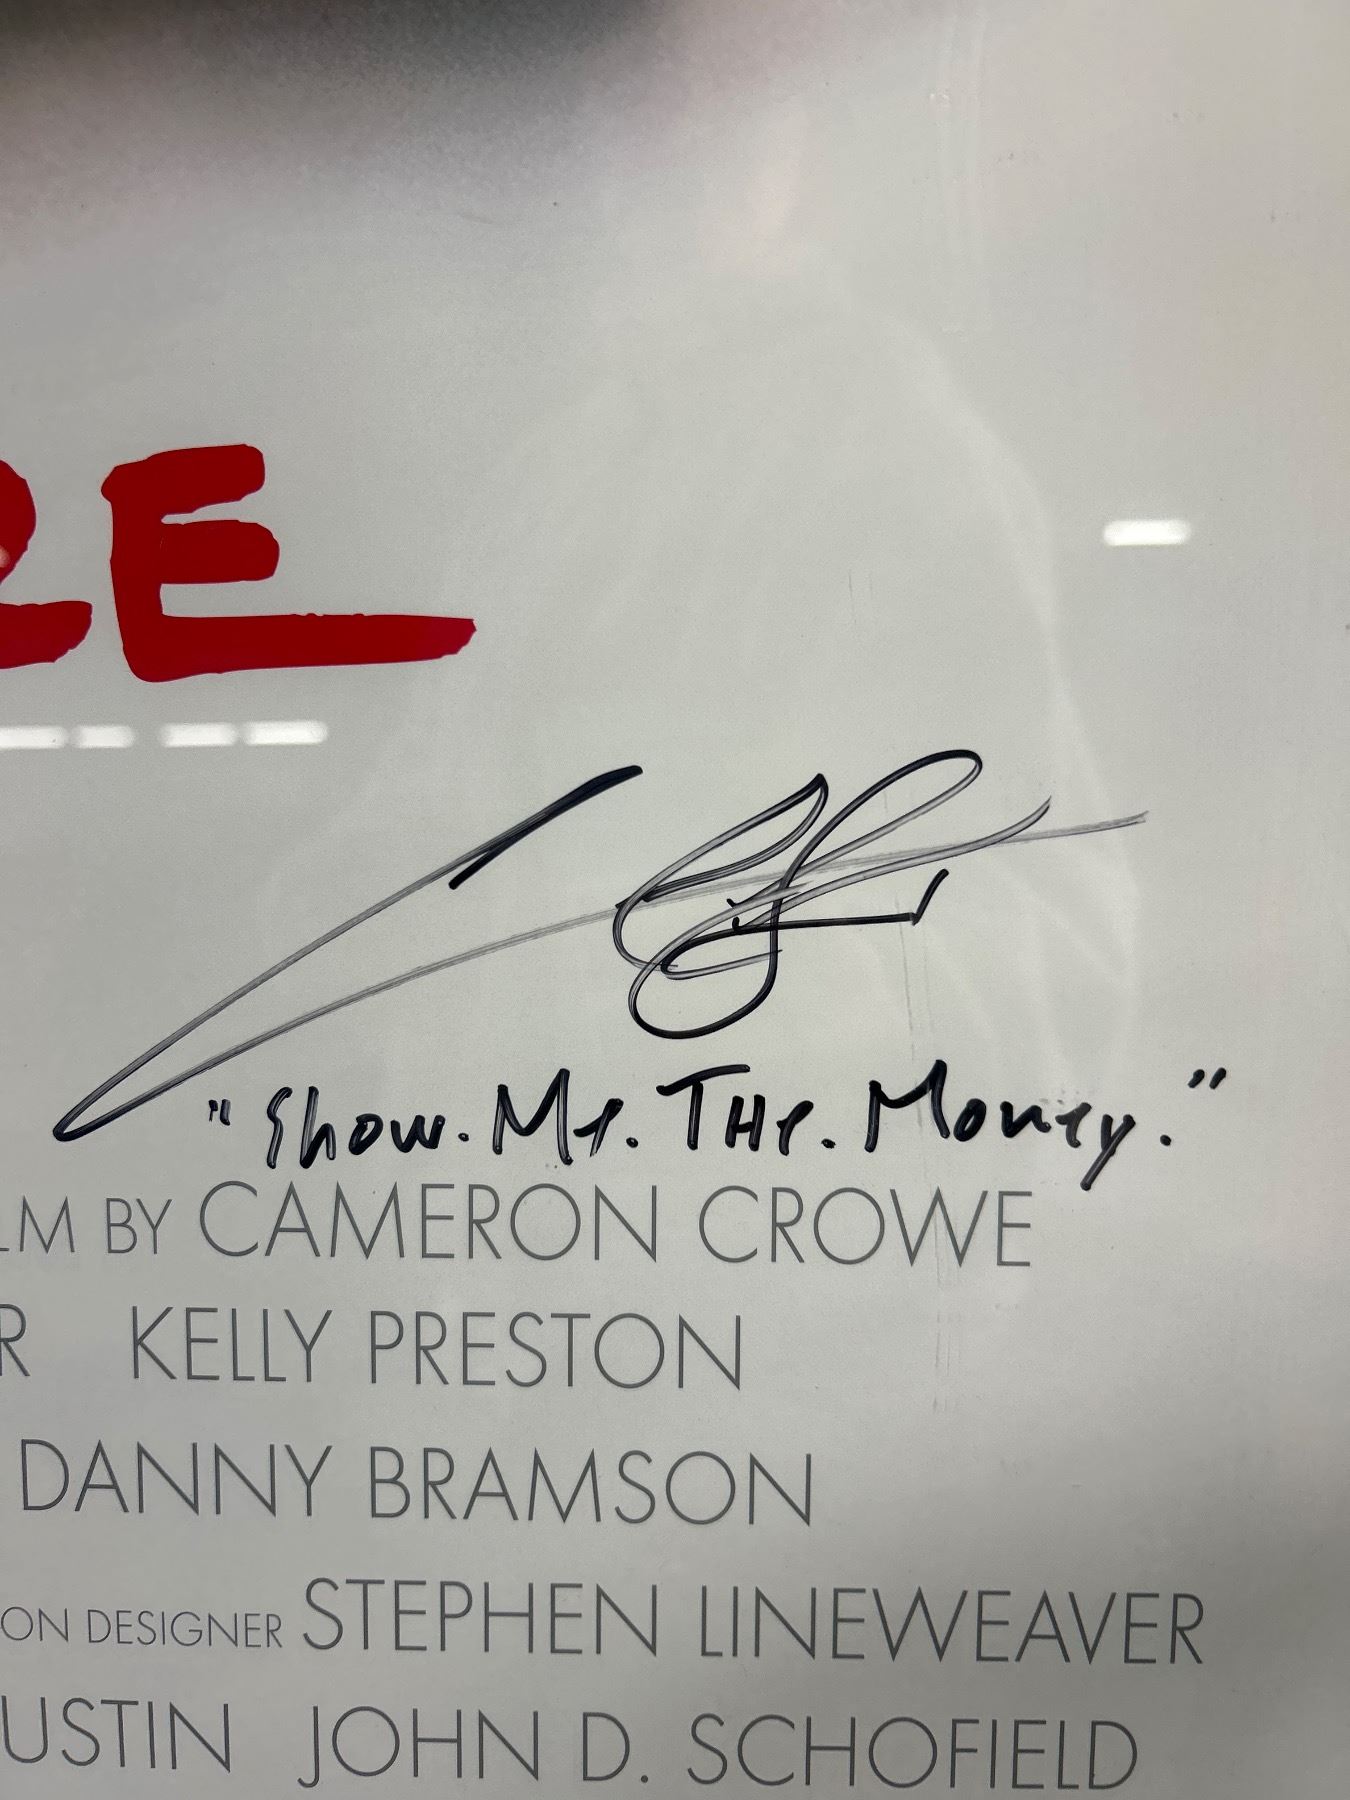 RE
"Show.Me.THe.Money."
LM BY CAMERON CROWE
R KELLY PRESTON
DANNY BRAMSON
ON DESIGNER STEPHEN LINEWEAVER
USTIN JOHN D. SCHOFIELD